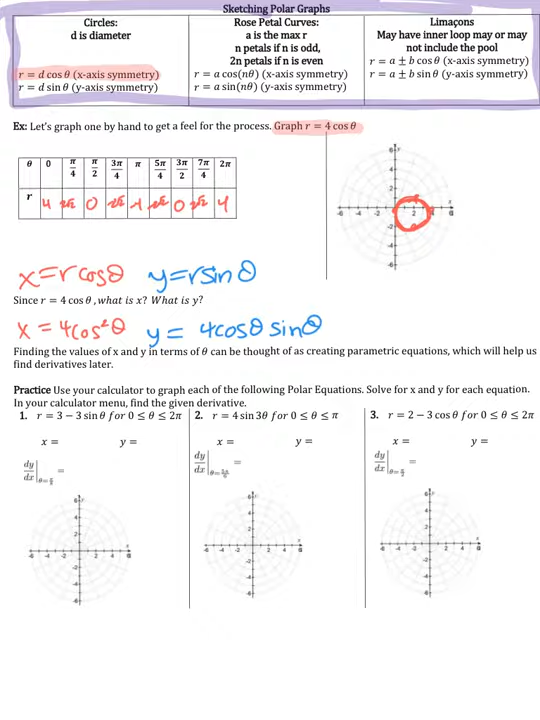 Sketching Polar Graphs
Circles:
d is diameter
r = d cos θ (x-axis symmetry)
r = d sin θ (y-axis symmetry)
Rose Petal Curves:
a is the max r
n petals if n is odd,
2n petals if n is even
r = a cos(nθ) (x-axis symmetry)
r = a sin(nθ) (y-axis symmetry)
Limaçons
May have inner loop may or may
not include the pool
r = a ± b cos θ (x-axis symmetry)
r = a ± b sin θ (y-axis symmetry)
Ex: Let's graph one by hand to get a feel for the process. Graph r = 4 cos θ
θ 0 π/4 π/2 3π/4 π 5π/4 3π/2 7π/4 2π
r 4 2√2 0 2√2 2√2 0 2√2 4
x = r cosθ y = r sin θ
Since r = 4 cos θ , what is x? What is y?
x = 4cos²θ y = 4cosθ sinθ
Finding the values of x and y in terms of θ can be thought of as creating parametric equations, which will help us
find derivatives later.
Practice Use your calculator to graph each of the following Polar Equations. Solve for x and y for each equation.
In your calculator menu, find the given derivative.
1. r = 3 − 3 sin θ for 0 ≤ θ ≤ 2π
x = y =
dy/dx|θ=π/2 =
2. r = 4 sin 3θ for 0 ≤ θ ≤ π
x = y =
dy/dx|θ= =
3. r = 2 − 3 cos θ for 0 ≤ θ ≤ 2π
x = y =
dy/dx|θ=π/2 =